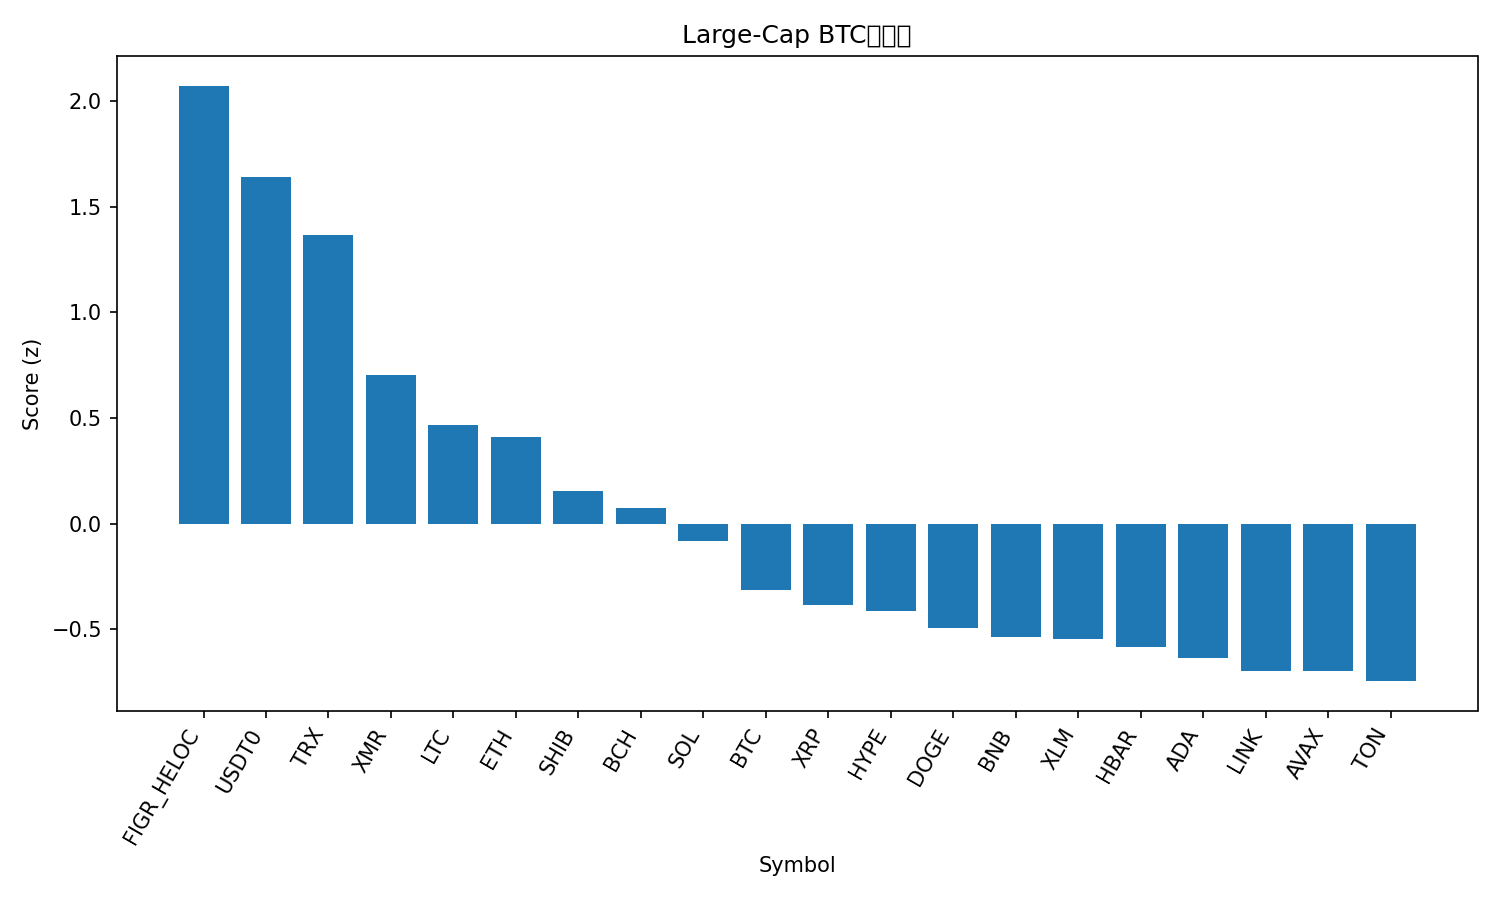 Large-Cap BTC
Score (z)
2.0
1.5
1.0
0.5
0.0
−0.5
FIGR_HELOC
USDT0
TRX
XMR
LTC
ETH
SHIB
BCH
SOL
BTC
XRP
HYPE
DOGE
BNB
XLM
HBAR
ADA
LINK
AVAX
TON
Symbol